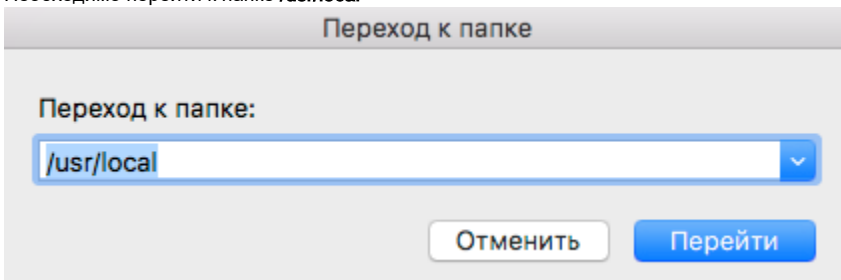 Переход к папке
Переход к папке:
/usr/local
Отменить
Перейти